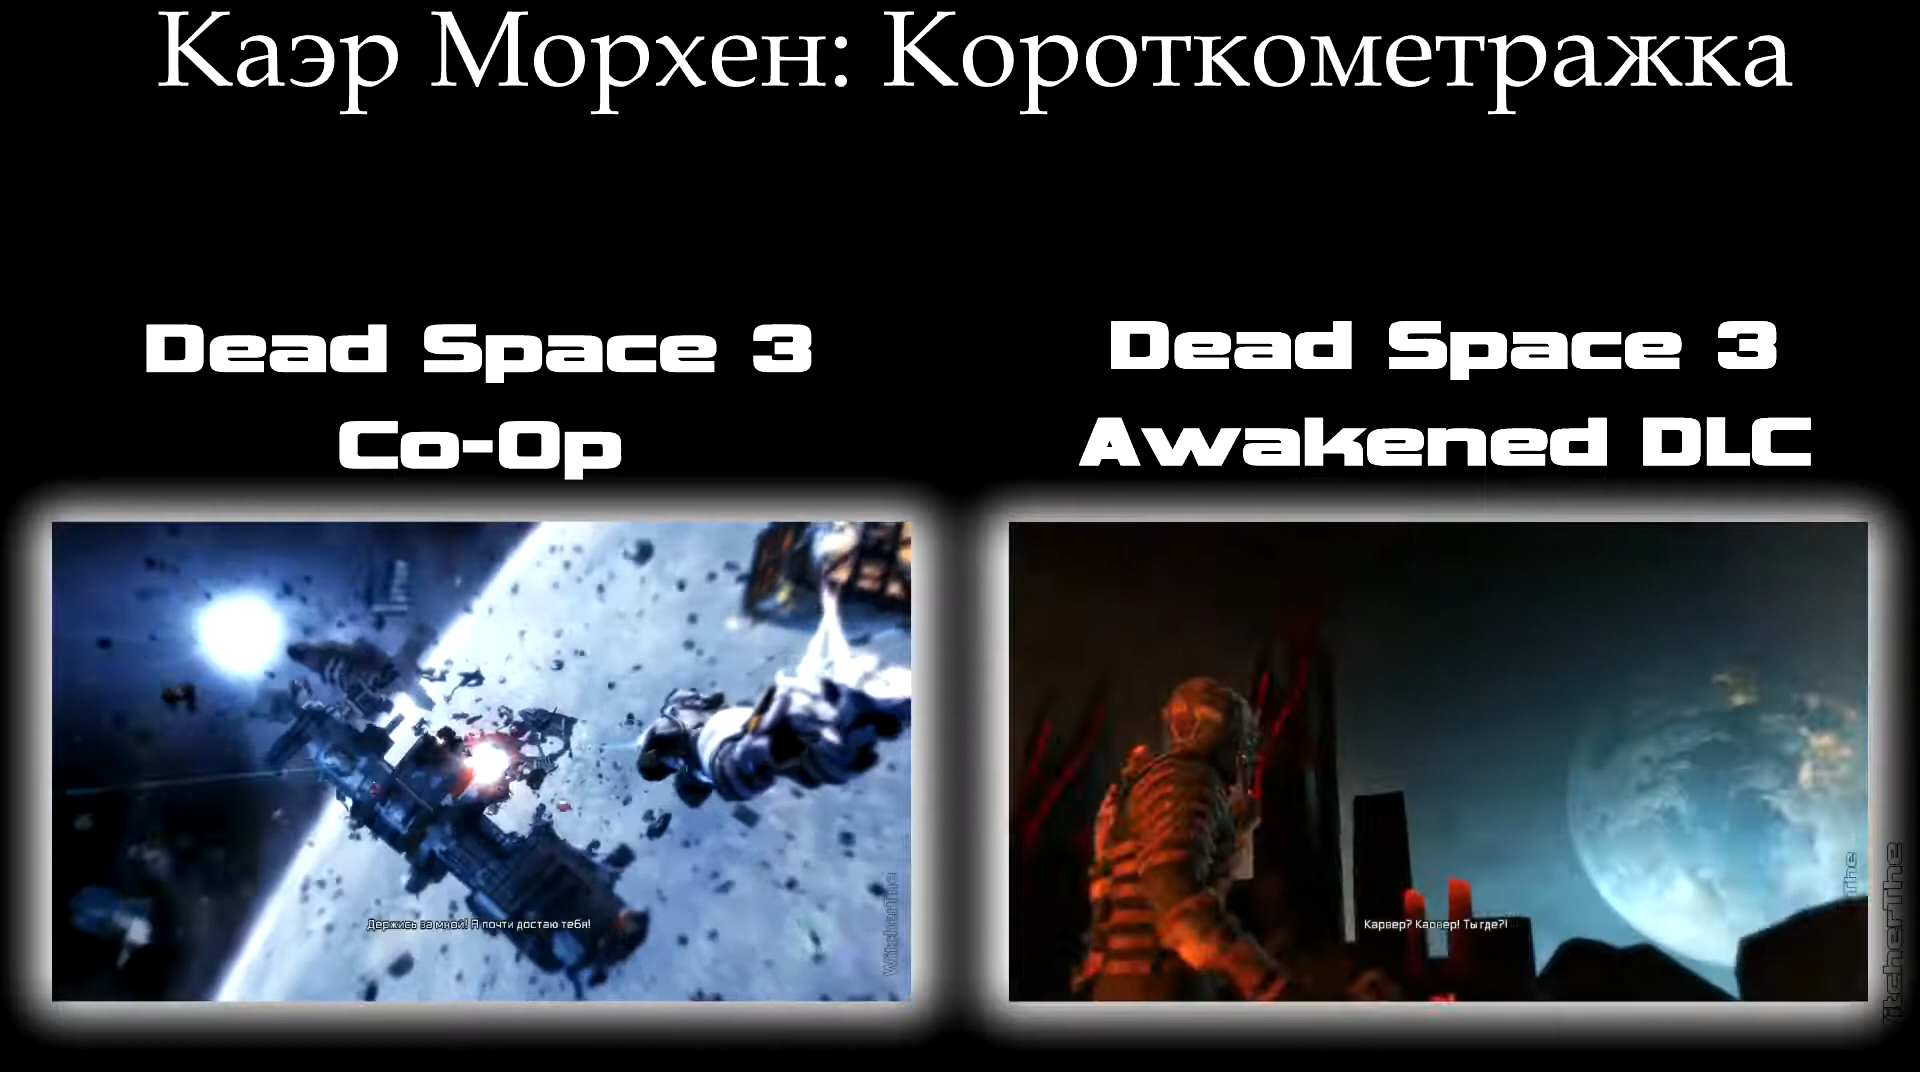 Каэр Морхен: Короткометражка
Dead Space 3
Co-Op
Dead Space 3
Awakened DLC
Держись за мной! Я почти достаю тебя!
Карвер? Карвер! Ты где?!
WitcherThe